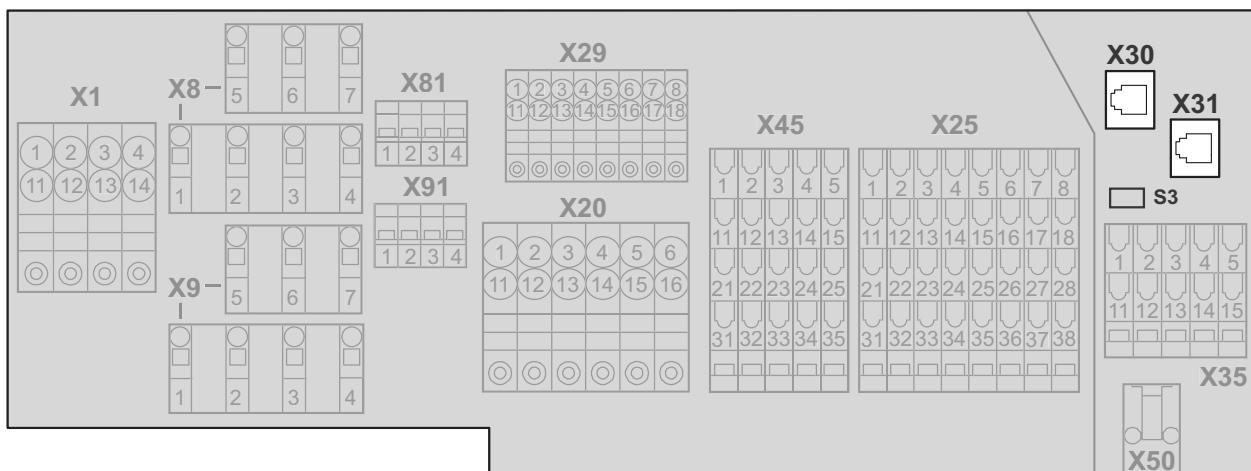 X1
1 2 3 4
11 12 13 14
X8
5 6 7
1 2 3 4
X9
5 6 7
1 2 3 4
X81
1 2 3 4
X91
1 2 3 4
X29
1 2 3 4 5 6 7 8
11 12 13 14 15 16 17 18
X20
1 2 3 4 5 6
11 12 13 14 15 16
X45
1 2 3 4 5
11 12 13 14 15
21 22 23 24 25
31 32 33 34 35
X25
1 2 3 4 5 6 7 8
11 12 13 14 15 16 17 18
21 22 23 24 25 26 27 28
31 32 33 34 35 36 37 38
X30
X31
S3
1 2 3 4 5
11 12 13 14 15
X35
X50